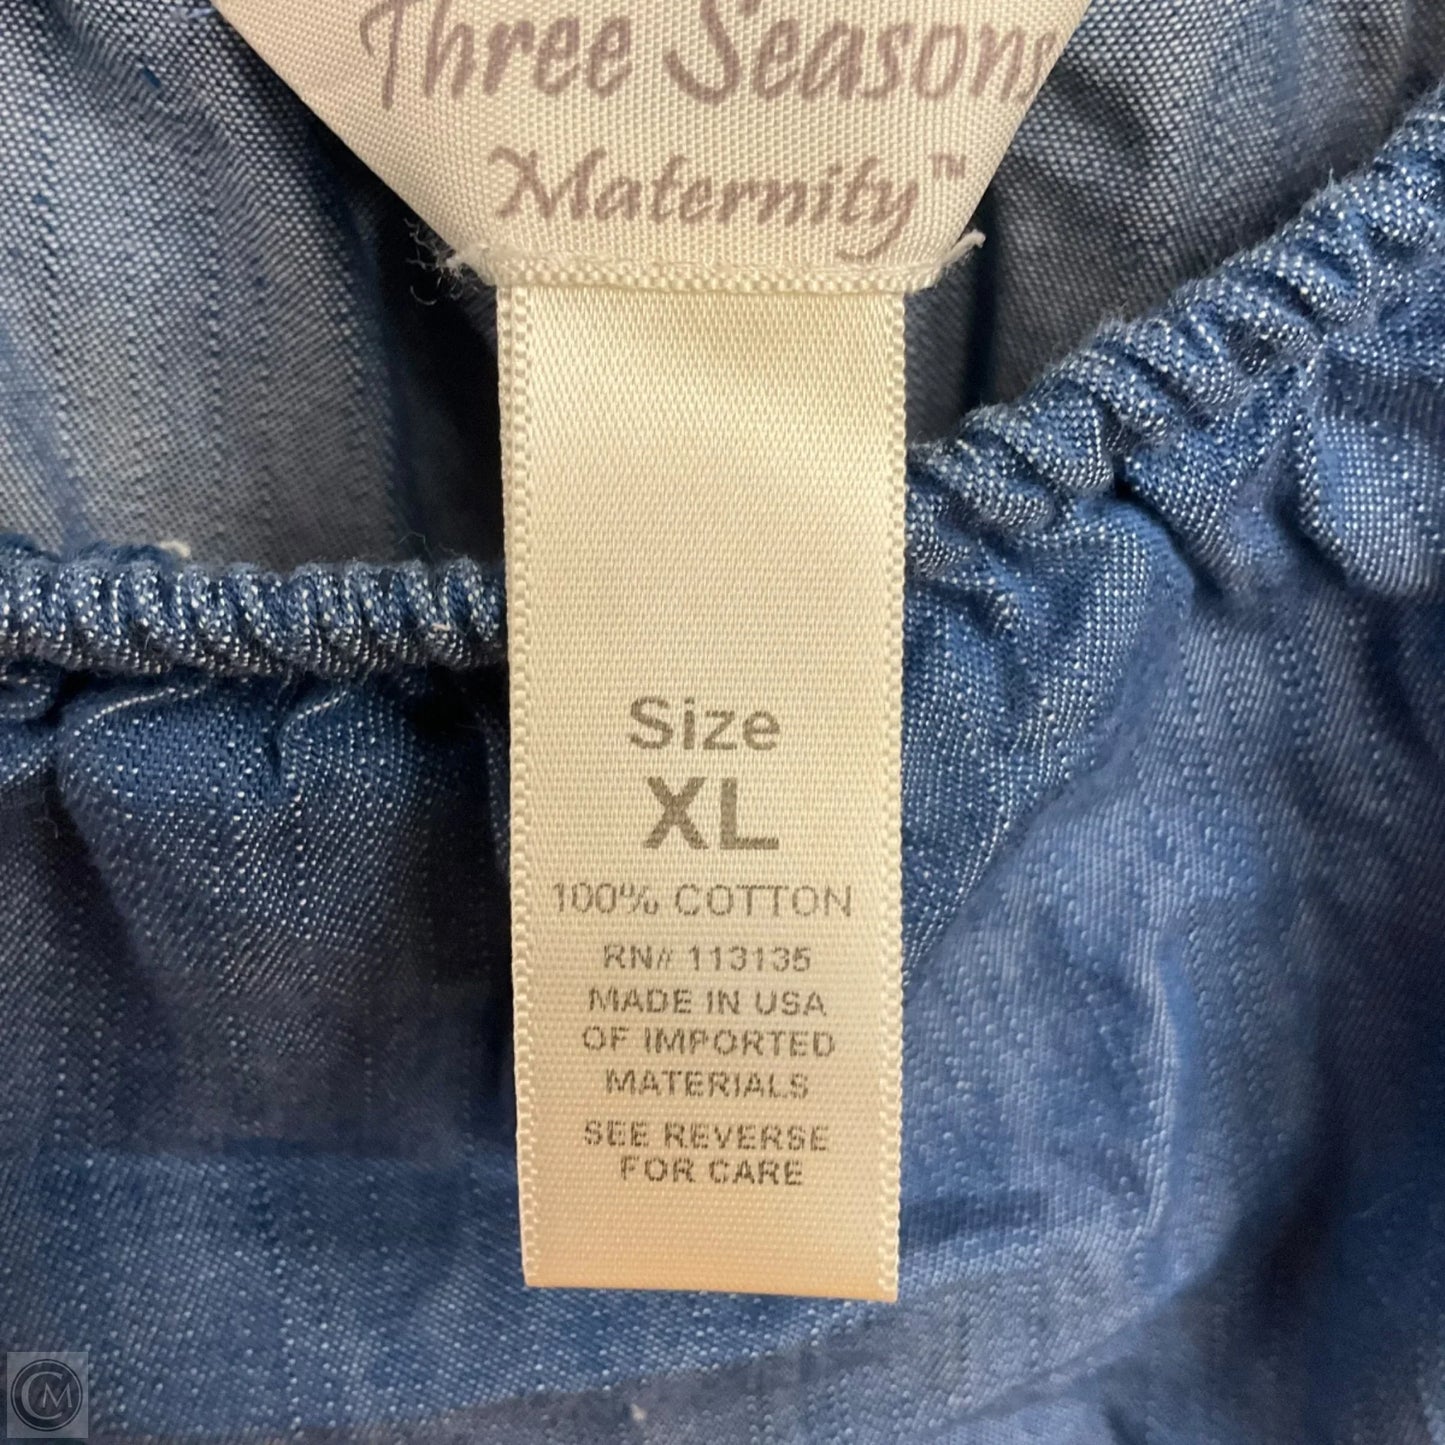 Three Seasons
Maternity™
Size
XL
100% COTTON
RN# 113135
MADE IN USA
OF IMPORTED
MATERIALS
SEE REVERSE
FOR CARE
CM